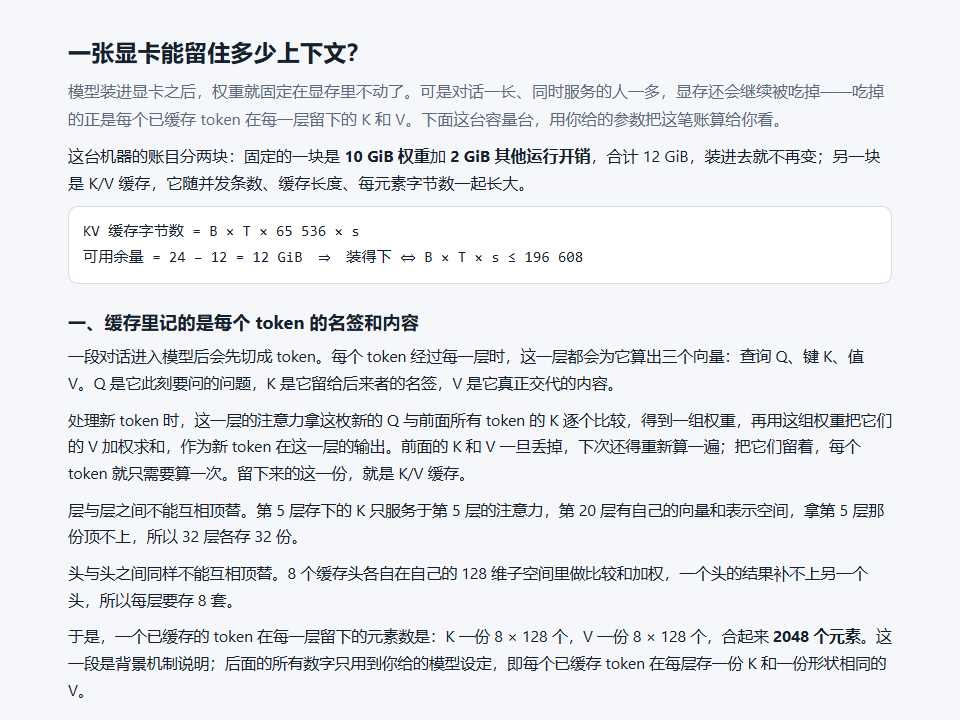 一张显卡能留住多少上下文？
模型装进显卡之后，权重就固定在显存里不动了。可是对话一长、同时服务的人一多，显存还会继续被吃掉——吃掉
的正是每个已缓存 token 在每一层留下的 K 和 V。下面这台容量台，用你给的参数把这笔账算给你看。
这台机器的账目分两块：固定的一块是 10 GiB 权重加 2 GiB 其他运行开销，合计 12 GiB，装进去就不再变；另一块
是 K/V 缓存，它随并发条数、缓存长度、每元素字节数一起长大。
KV 缓存字节数 = B × T × 65 536 × s
可用余量 = 24 − 12 = 12 GiB ⇒ 装得下 ⇔ B × T × s ≤ 196 608
一、缓存里记的是每个 token 的名签和内容
一段对话进入模型后会先切成 token。每个 token 经过每一层时，这一层都会为它算出三个向量：查询 Q、键 K、值
V。Q 是它此刻要问的问题，K 是它留给后来者的名签，V 是它真正交代的内容。
处理新 token 时，这一层的注意力拿这枚新的 Q 与前面所有 token 的 K 逐个比较，得到一组权重，再用这组权重把它们
的 V 加权求和，作为新 token 在这一层的输出。前面的 K 和 V 一旦丢掉，下次还得重新算一遍；把它们留着，每个
token 就只需要算一次。留下来的这一份，就是 K/V 缓存。
层与层之间不能互相顶替。第 5 层存下的 K 只服务于第 5 层的注意力，第 20 层有自己的向量和表示空间，拿第 5 层那
份顶不上，所以 32 层各存 32 份。
头与头之间同样不能互相顶替。8 个缓存头各自在自己的 128 维子空间里做比较和加权，一个头的结果补不上另一个
头，所以每层要存 8 套。
于是，一个已缓存的 token 在每一层留下的元素数是：K 一份 8 × 128 个，V 一份 8 × 128 个，合起来 2048 个元素。这
一段是背景机制说明；后面的所有数字只用到你给的模型设定，即每个已缓存 token 在每层存一份 K 和一份形状相同的
V。